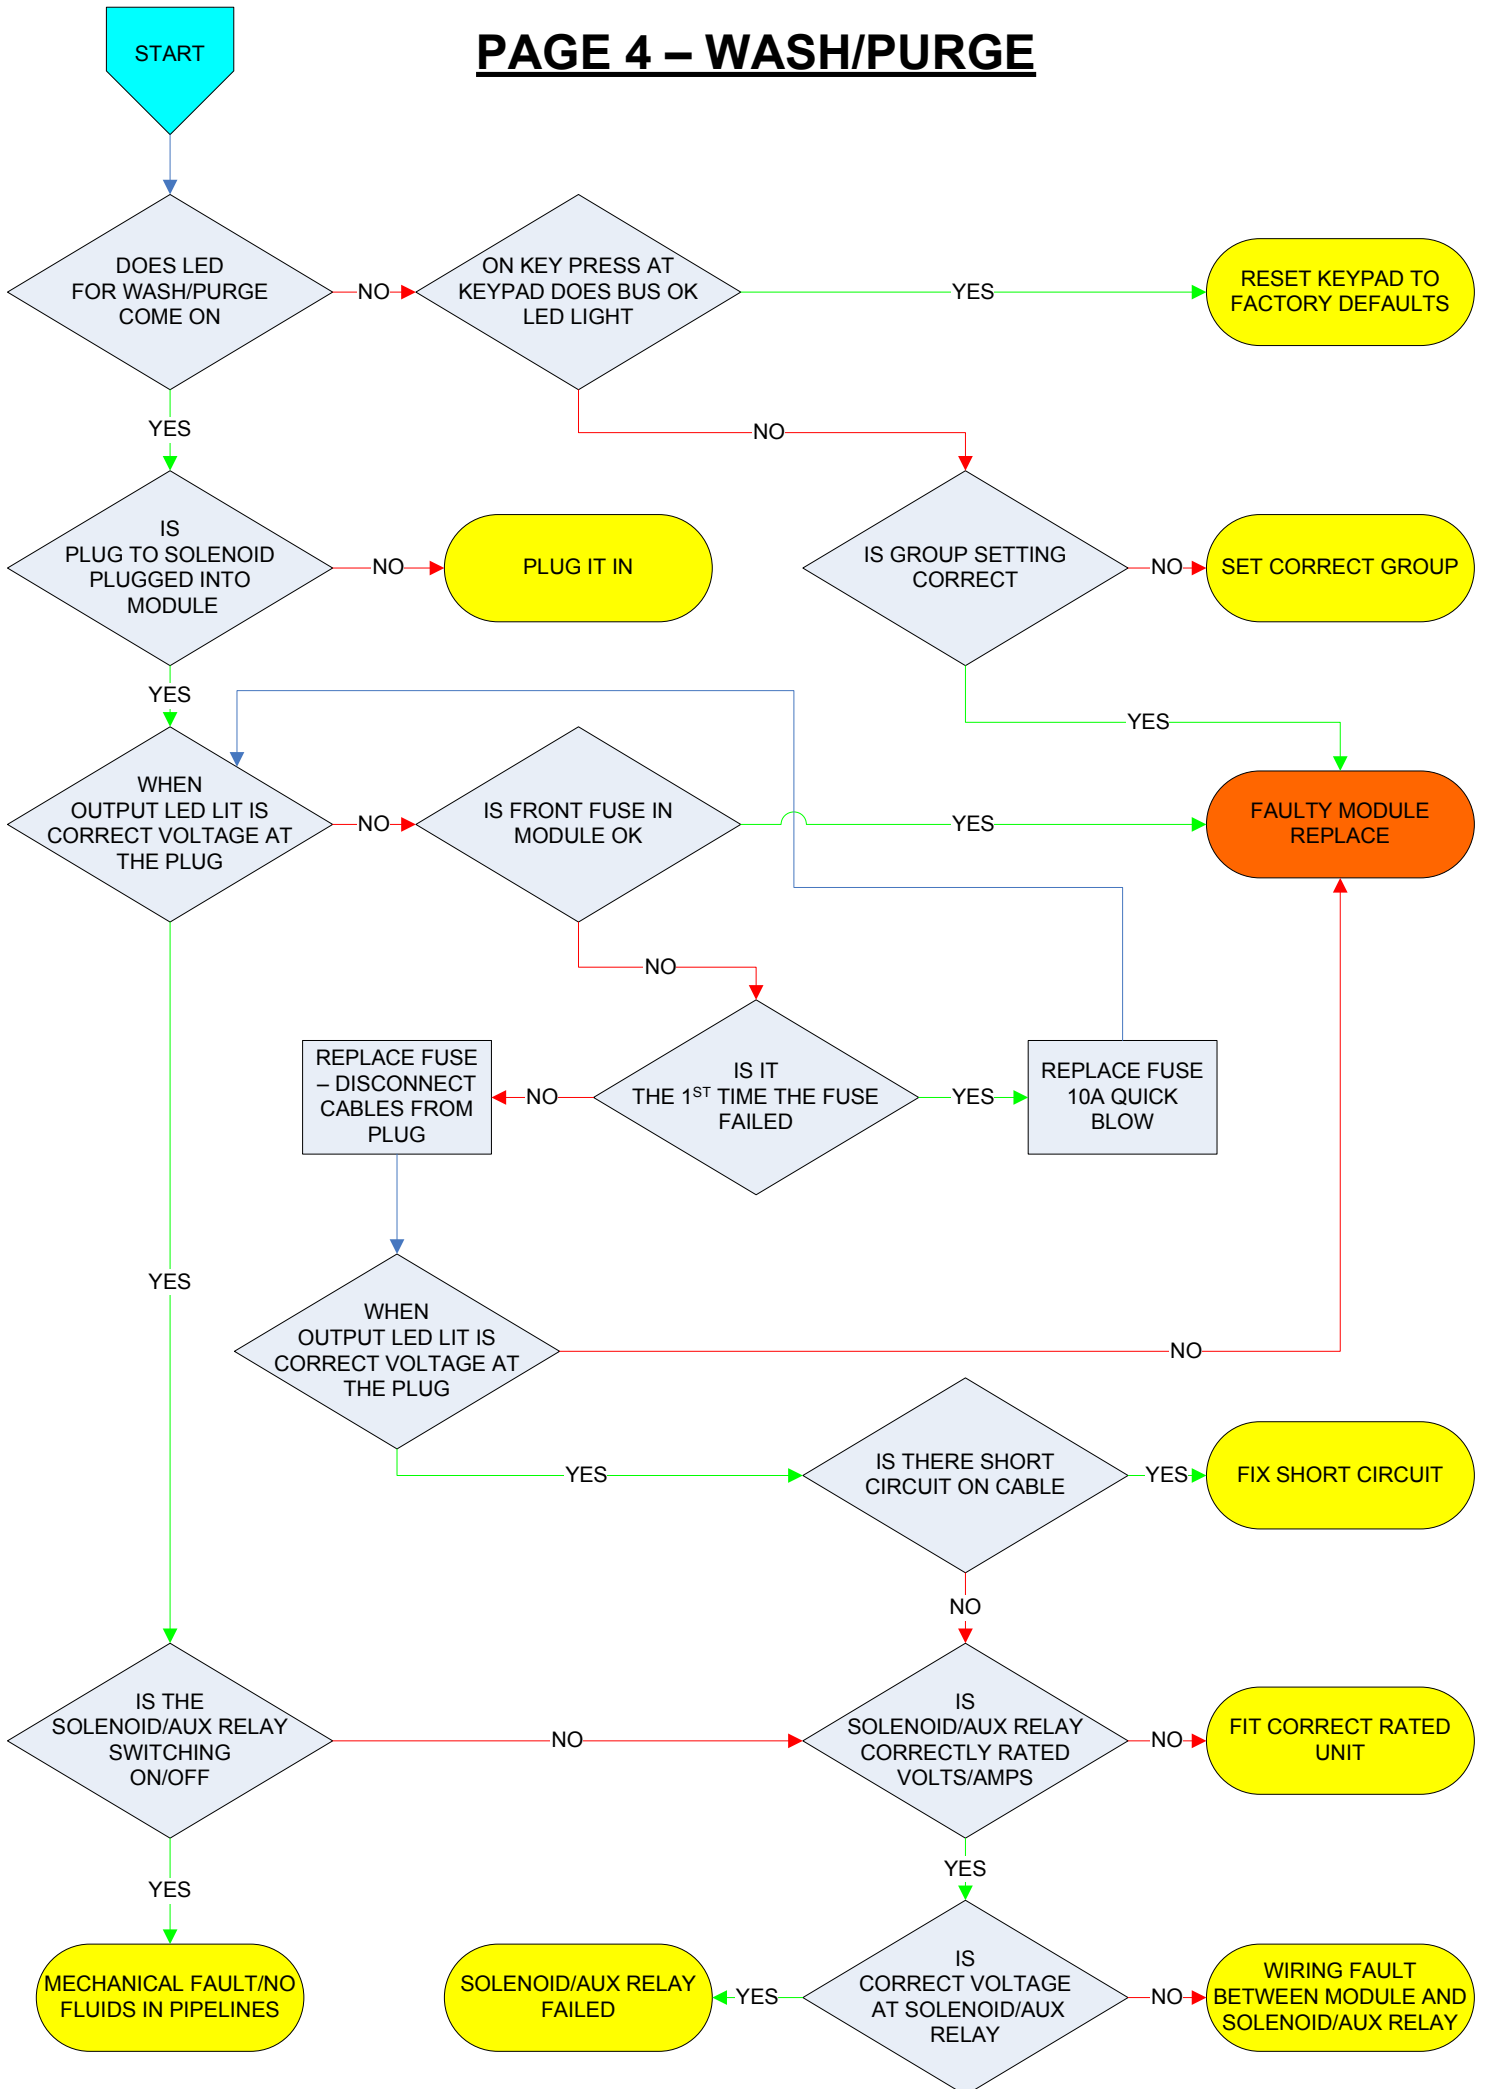 START
PAGE 4 – WASH/PURGE
DOES LED
FOR WASH/PURGE
COME ON
NO
ON KEY PRESS AT
KEYPAD DOES BUS OK
LED LIGHT
YES
RESET KEYPAD TO
FACTORY DEFAULTS
YES
NO
IS
PLUG TO SOLENOID
PLUGGED INTO
MODULE
NO
PLUG IT IN
IS GROUP SETTING
CORRECT
NO
SET CORRECT GROUP
YES
YES
WHEN
OUTPUT LED LIT IS
CORRECT VOLTAGE AT
THE PLUG
NO
IS FRONT FUSE IN
MODULE OK
YES
FAULTY MODULE
REPLACE
NO
REPLACE FUSE
– DISCONNECT
CABLES FROM
PLUG
NO
IS IT
THE 1ST TIME THE FUSE
FAILED
YES
REPLACE FUSE
10A QUICK
BLOW
YES
WHEN
OUTPUT LED LIT IS
CORRECT VOLTAGE AT
THE PLUG
NO
YES
IS THERE SHORT
CIRCUIT ON CABLE
YES
FIX SHORT CIRCUIT
NO
IS THE
SOLENOID/AUX RELAY
SWITCHING
ON/OFF
NO
IS
SOLENOID/AUX RELAY
CORRECTLY RATED
VOLTS/AMPS
NO
FIT CORRECT RATED
UNIT
YES
YES
MECHANICAL FAULT/NO
FLUIDS IN PIPELINES
SOLENOID/AUX RELAY
FAILED
YES
IS
CORRECT VOLTAGE
AT SOLENOID/AUX
RELAY
NO
WIRING FAULT
BETWEEN MODULE AND
SOLENOID/AUX RELAY